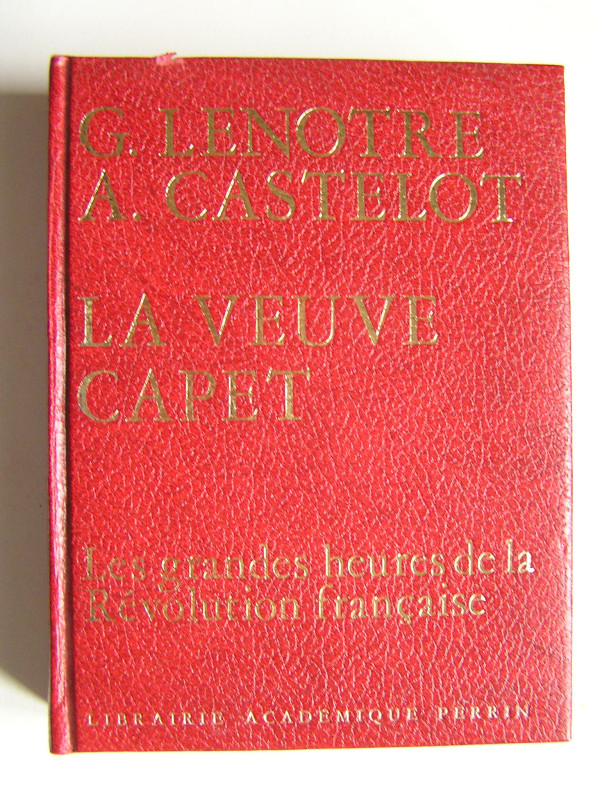 G. LENOTRE
A. CASTELOT
LA VEUVE
CAPET
Les grandes heures de la
Révolution française
LIBRAIRIE ACADÉMIQUE PERRIN